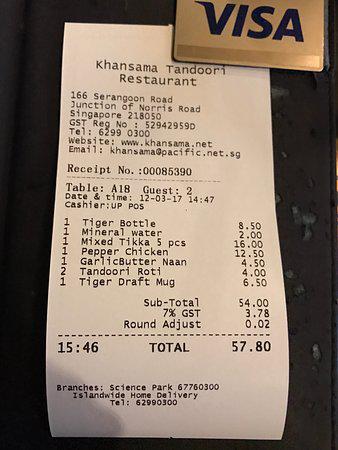 VISA
Khansama Tandoori
Restaurant
166 Serangoon Road
Junction of Norris Road
Singapore 218050
GST Reg No : 52942959D
Tel: 6299 0300
Website: www.khansama.net
Email: khansama@pacific.net.sg
Receipt No.:00085390
Table: A18 Guest: 2
Date & time: 12-03-17 14:47
Cashier:UP POS
1 Tiger Bottle 8.50
1 Mineral water 2.00
1 Mixed Tikka 5 pcs 16.00
1 Pepper Chicken 12.50
1 GarlicButter Naan 4.50
2 Tandoori Roti 4.00
1 Tiger Draft Mug 6.50
Sub-Total 54.00
7% GST 3.78
Round Adjust 0.02
15:46 TOTAL 57.80
Branches: Science Park 67760300
Islandwide Home Delivery
Tel: 62990300